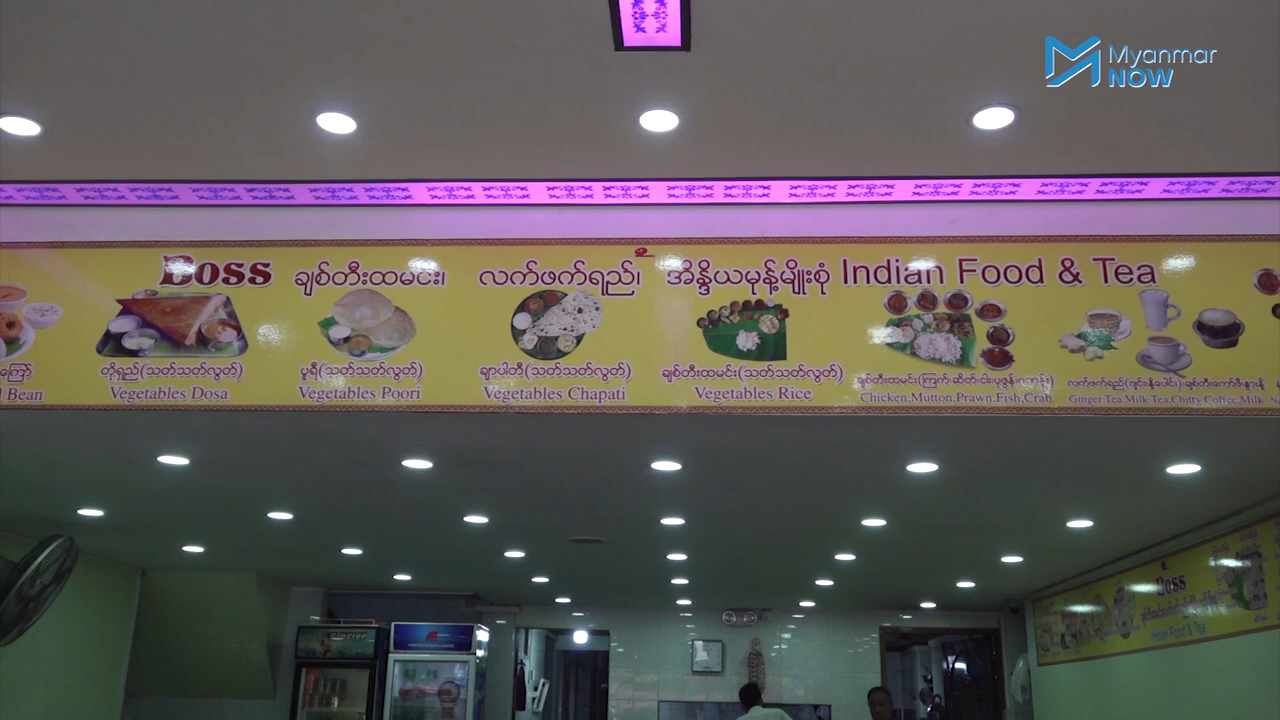 Myanmar
NOW
Boss ချစ်တီးထမင်း၊ လက်ဖက်ရည်၊ အိန္ဒိယမုန့်မျိုးစုံ Indian Food & Tea
ကြော် တိုရှည်(သတ်သတ်လွတ်) ပူရီ(သတ်သတ်လွတ်) ချာပါတီ(သတ်သတ်လွတ်) ချစ်တီးထမင်း(သတ်သတ်လွတ်)
Bean Vegetables Dosa Vegetables Poori Vegetables Chapati Vegetables Rice Chicken,Mutton,Prawn,Fish,Crab Ginger Tea,Milk Tea,Chitty Coffee,Milk
Boss
Indian Food & Tea